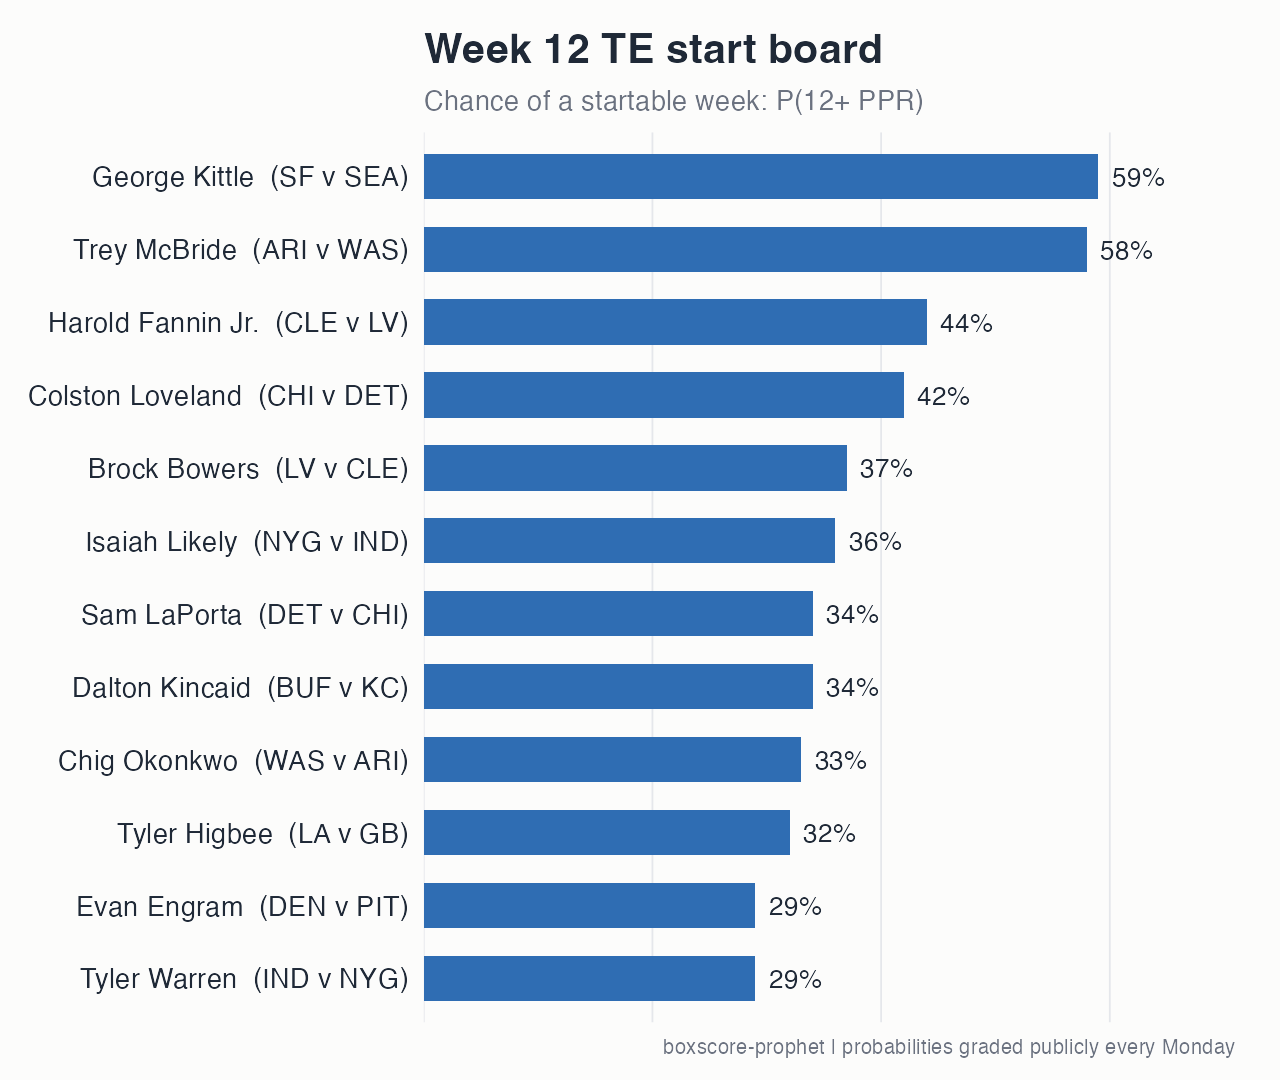 Week 12 TE start board
Chance of a startable week: P(12+ PPR)
George Kittle (SF v SEA) 59%
Trey McBride (ARI v WAS) 58%
Harold Fannin Jr. (CLE v LV) 44%
Colston Loveland (CHI v DET) 42%
Brock Bowers (LV v CLE) 37%
Isaiah Likely (NYG v IND) 36%
Sam LaPorta (DET v CHI) 34%
Dalton Kincaid (BUF v KC) 34%
Chig Okonkwo (WAS v ARI) 33%
Tyler Higbee (LA v GB) 32%
Evan Engram (DEN v PIT) 29%
Tyler Warren (IND v NYG) 29%
boxscore-prophet | probabilities graded publicly every Monday